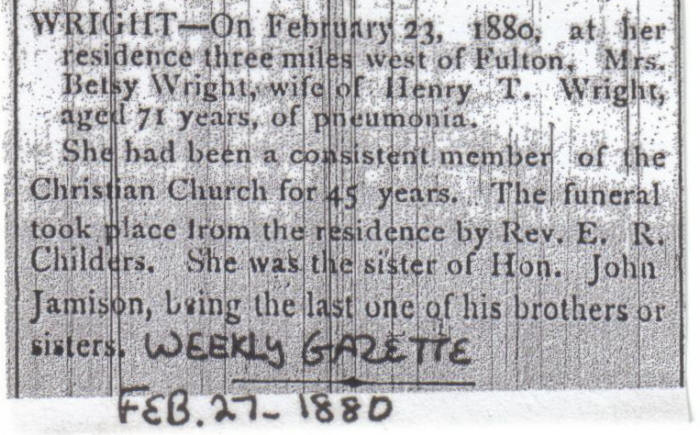 WRIGHT—On February 23, 1880, at her
residence three miles west of Fulton, Mrs.
Betsy Wright, wife of Henry T. Wright,
aged 71 years, of pneumonia.
She had been a consistent member of the
Christian Church for 45 years. The funeral
took place from the residence by Rev. E. R.
Childers. She was the sister of Hon. John
Jamison, being the last one of his brothers or
sisters. WEEKLY GAZETTE
FEB. 27- 1880